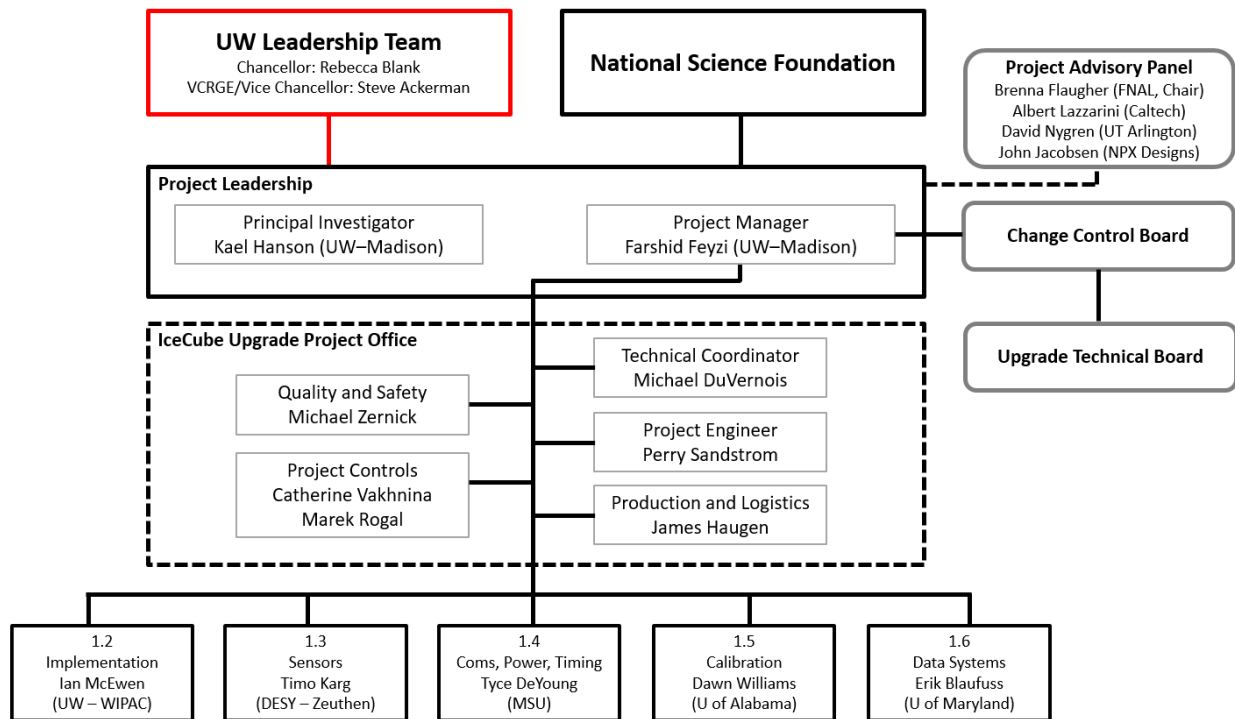 UW Leadership Team
Chancellor: Rebecca Blank
VCRGE/Vice Chancellor: Steve Ackerman
National Science Foundation
Project Advisory Panel
Brenna Flaugher (FNAL, Chair)
Albert Lazzarini (Caltech)
David Nygren (UT Arlington)
John Jacobsen (NPX Designs)
Project Leadership
Principal Investigator
Kael Hanson (UW–Madison)
Project Manager
Farshid Feyzi (UW–Madison)
Change Control Board
Upgrade Technical Board
IceCube Upgrade Project Office
Quality and Safety
Michael Zernick
Project Controls
Catherine Vakhnina
Marek Rogal
Technical Coordinator
Michael DuVernois
Project Engineer
Perry Sandstrom
Production and Logistics
James Haugen
1.2
Implementation
Ian McEwen
(UW – WIPAC)
1.3
Sensors
Timo Karg
(DESY – Zeuthen)
1.4
Coms, Power, Timing
Tyce DeYoung
(MSU)
1.5
Calibration
Dawn Williams
(U of Alabama)
1.6
Data Systems
Erik Blaufuss
(U of Maryland)